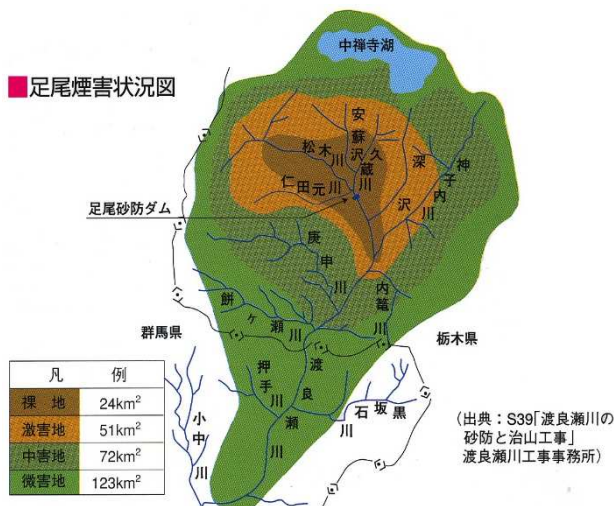 中禅寺湖
■足尾煙害状況図
安蘇沢
松木川
久蔵川
仁田元川
深沢
神子内川
足尾砂防ダム
庚申川
内篭川
餅ヶ瀬川
群馬県
栃木県
渡良瀬川
押手川
小中川
黒坂石川
凡 例
裸地 24km²
激害地 51km²
中害地 72km²
微害地 123km²
(出典:S39「渡良瀬川の
砂防と治山工事」
渡良瀬川工事事務所)